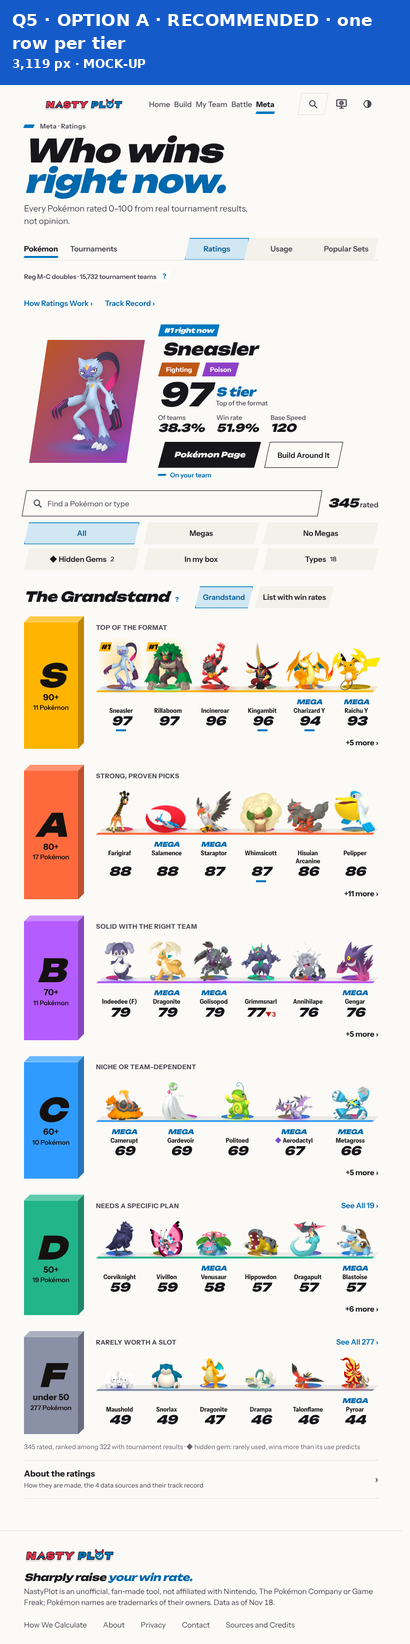 Q5 · OPTION A · RECOMMENDED · one
row per tier
3,119 px · MOCK-UP
NASTY PLOT
Home Build My Team Battle Meta
Meta · Ratings
Who wins
right now.
Every Pokémon rated 0–100 from real tournament results,
not opinion.
Pokémon Tournaments Ratings Usage Popular Sets
Reg M-C doubles · 15,732 tournament teams ?
How Ratings Work › Track Record ›
#1 right now
Sneasler
Fighting Poison
97 S tier
Top of the format
Of teams Win rate Base Speed
38.3% 51.9% 120
Pokémon Page Build Around It
On your team
Find a Pokémon or type 345 rated
All Megas No Megas
◆ Hidden Gems 2 In my box Types 18
The Grandstand ? Grandstand List with win rates
S
90+
11 Pokémon
TOP OF THE FORMAT
#1 #1
MEGA MEGA
Sneasler Rillaboom Incineroar Kingambit Charizard Y Raichu Y
97 97 96 96 94 93
+5 more ›
A
80+
17 Pokémon
STRONG, PROVEN PICKS
MEGA MEGA
Farigiraf Salamence Staraptor Whimsicott Hisuian Arcanine Pelipper
88 88 87 87 86 86
+11 more ›
B
70+
11 Pokémon
SOLID WITH THE RIGHT TEAM
MEGA MEGA MEGA
Indeedee (F) Dragonite Golisopod Grimmsnarl Annihilape Gengar
79 79 79 77▼3 76 76
+5 more ›
C
60+
10 Pokémon
NICHE OR TEAM-DEPENDENT
MEGA MEGA MEGA MEGA
Camerupt Gardevoir Politoed ◆ Aerodactyl Metagross
69 69 69 67 66
+5 more ›
D
50+
19 Pokémon
NEEDS A SPECIFIC PLAN See All 19 ›
MEGA MEGA
Corviknight Vivillon Venusaur Hippowdon Dragapult Blastoise
59 59 58 57 57 57
+6 more ›
F
under 50
277 Pokémon
RARELY WORTH A SLOT See All 277 ›
MEGA
Maushold Snorlax Dragonite Drampa Talonflame Pyroar
49 49 47 46 46 44
345 rated, ranked among 322 with tournament results · ◆ hidden gem: rarely used, wins more than its use predicts
About the ratings
How they are made, the 4 data sources and their track record ›
NASTY PLOT
Sharply raise your win rate.
NastyPlot is an unofficial, fan-made tool, not affiliated with Nintendo, The Pokémon Company or Game
Freak; Pokémon names are trademarks of their owners. Data as of Nov 18.
How We Calculate About Privacy Contact Sources and Credits